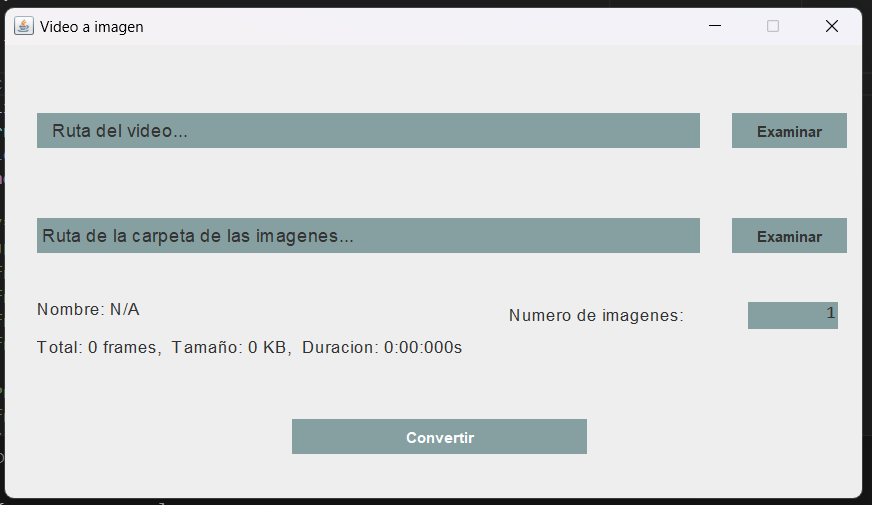 Video a imagen
Ruta del video...
Examinar
Ruta de la carpeta de las imagenes...
Examinar
Nombre: N/A
Numero de imagenes:
1
Total: 0 frames, Tamaño: 0 KB, Duracion: 0:00:000s
Convertir